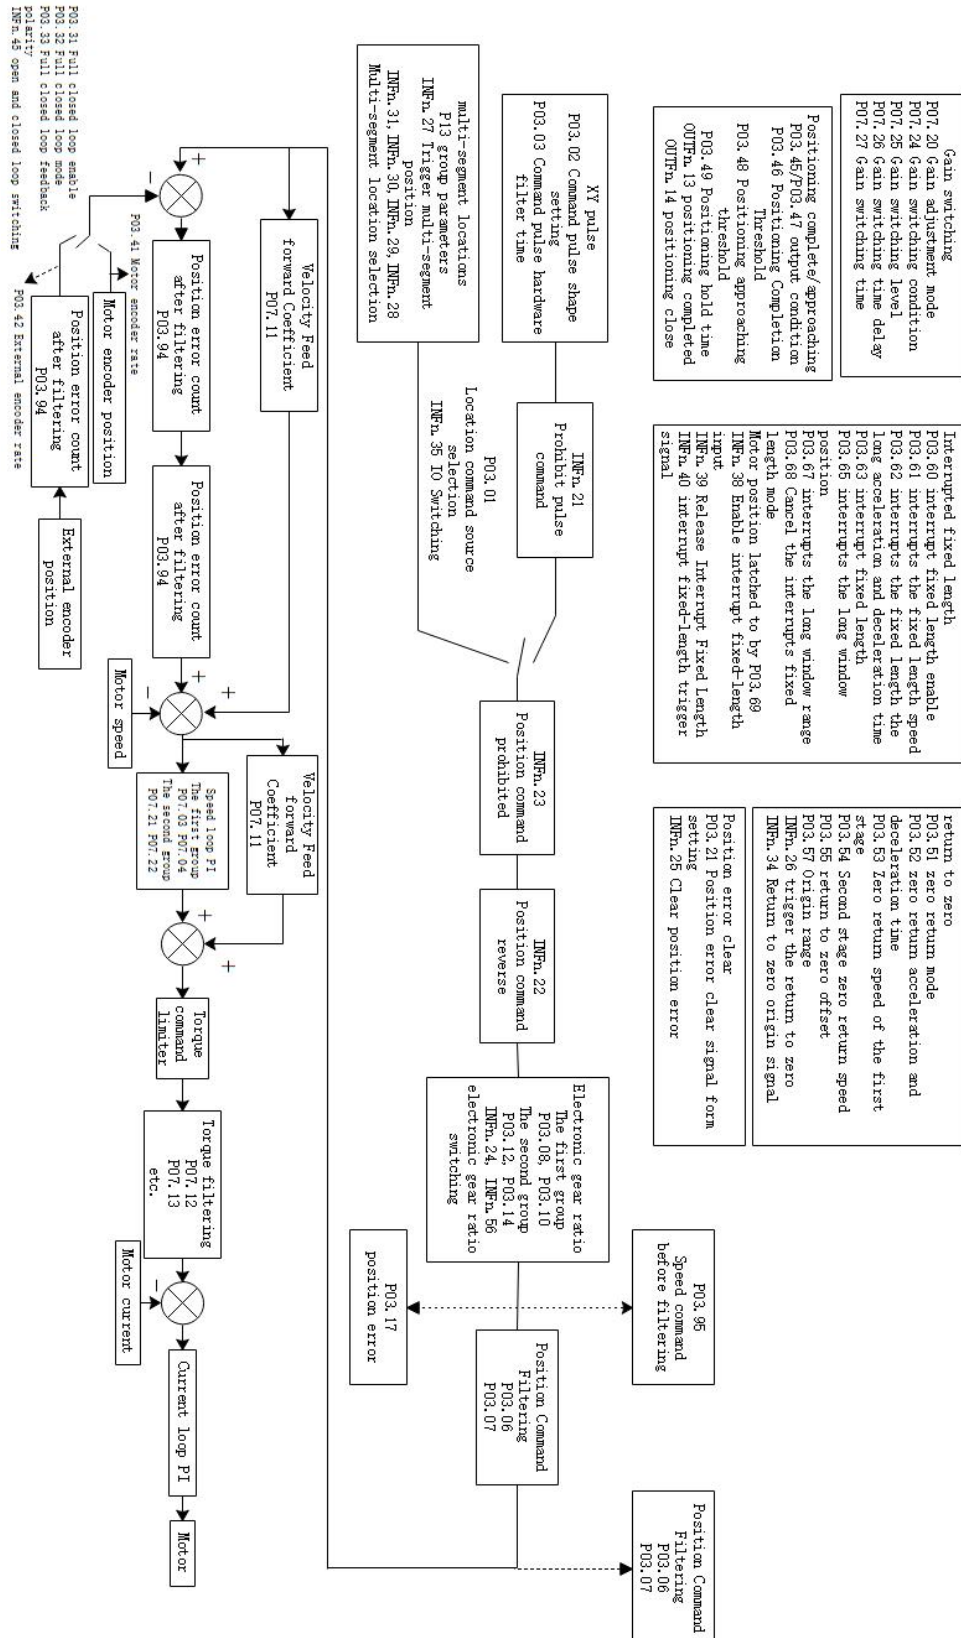 Gain switching
P07.20 Gain adjustment mode
P07.24 Gain switching condition
P07.25 Gain switching level
P07.26 Gain switching time delay
P07.27 Gain switching time
Positioning complete/approaching
P03.45/P03.47 output condition
P03.46 Positioning Completion
Threshold
P03.48 Positioning approaching
threshold
P03.49 Positioning hold time
OUTFn.13 positioning completed
OUTFn.14 positioning close
Interrupted fixed length
P03.60 interrupt fixed length enable
P03.61 interrupts the fixed length speed
P03.62 interrupts the fixed length the
long accleration and deceleration time
P03.63 interrupt fixed length
P03.65 interrupts the long window
position
P03.67 interrupts the long window range
P03.68 Cancel the interrupts fixed
length mode
Motor position latched to by P03.69
INFn.38 Enable interrupt fixed-length
input
INFn.39 Release Interrupt Fixed Length
INFn.40 interrupt fixed-length trigger
signal
return to zero
P03.51 zero return mode
P03.52 zero return acceleration and
deceleration time
P03.53 Zero return speed of the first
stage
P03.54 Second stage zero return speed
P03.55 return to zero offset
P03.57 Origin range
INFn.26 trigger the return to zero
INFn.34 Return to zero origin signal
Position error clear
P03.21 Position error clear signal form
setting
INFn.25 Clear position error
XY pulse
P03.02 Command pulse shape
setting
P03.03 Command pulse hardware
filter time
INFn.21
Prohibit pulse
command
multi-segment locations
P13 group parameters
INFn.27 Trigger multi-segment
position
INFn.31, INFn.30, INFn.29, INFn.28
Multi-segment location selection
P03.01
Location command source
selection
INFn.35 IO Switching
INFn.23
Position command
prohibited
INFn.22
Position command
reverse
Electronic gear ratio
The first group
P03.08, P03.10
The second group
P03.12, P03.14
INFn.24, INFn.56
electronic gear ratio
switching
P03.95
Speed command
before filtering
P03.17
position error
Position Command
Filtering
P03.06
P03.07
Position Command
Filtering
P03.06
P03.07
Velocity Feed
forward Coefficient
P07.11
+
−
Position error count
after filtering
P03.94
Position error count
after filtering
P03.94
+
+
−
Motor speed
Velocity Feed
forward
Coefficient
P07.11
Speed loop PI
The first group
P07.03 P07.04
The second group
P07.21 P07.22
+
+
Torque
command
limiter
Torque filtering
P07.12
P07.13
etc.
−
Motor current
Current loop PI
Motor
P03.41 Motor encoder rate
Motor encoder position
Position error count
after filtering
P03.94
External encoder
position
P03.42 External encoder rate
P03.31 Full closed loop enable
P03.32 Full closed loop mode
P03.33 Full closed loop feedback
polarity
INFn.45 open and closed loop switching